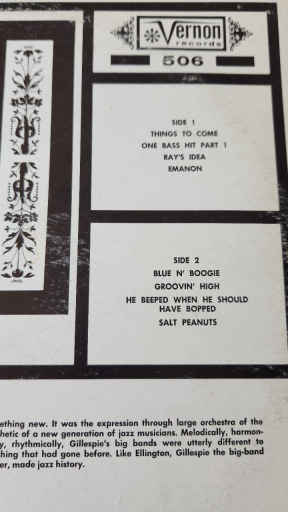 Vernon
records
506
SIDE 1
THINGS TO COME
ONE BASS HIT PART 1
RAY'S IDEA
EMANON
SIDE 2
BLUE N' BOOGIE
GROOVIN' HIGH
HE BEEPED WHEN HE SHOULD
HAVE BOPPED
SALT PEANUTS
ething new. It was the expression through large orchestra of the
hetic of a new generation of jazz musicians. Melodically, harmon-
y, rhythmically, Gillespie's big bands were utterly different to
thing that had gone before. Like Ellington, Gillespie the big-band
er, made jazz history.